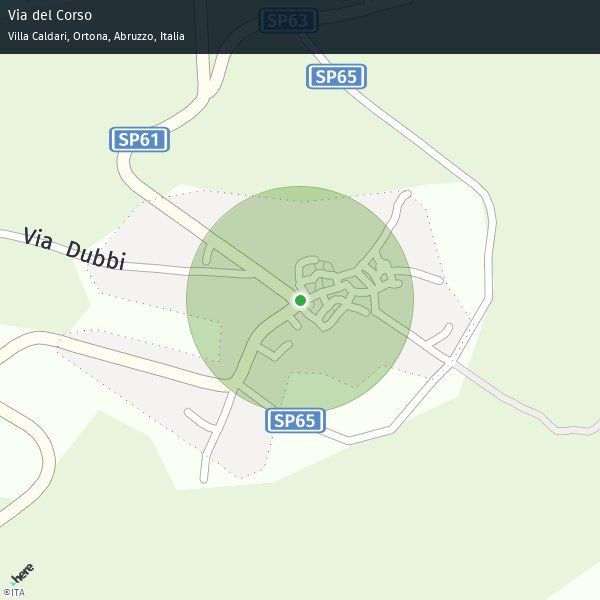 Via del Corso
Villa Caldari, Ortona, Abruzzo, Italia
SP63
SP65
SP61
Via Dubbi
SP65
here
©ITA